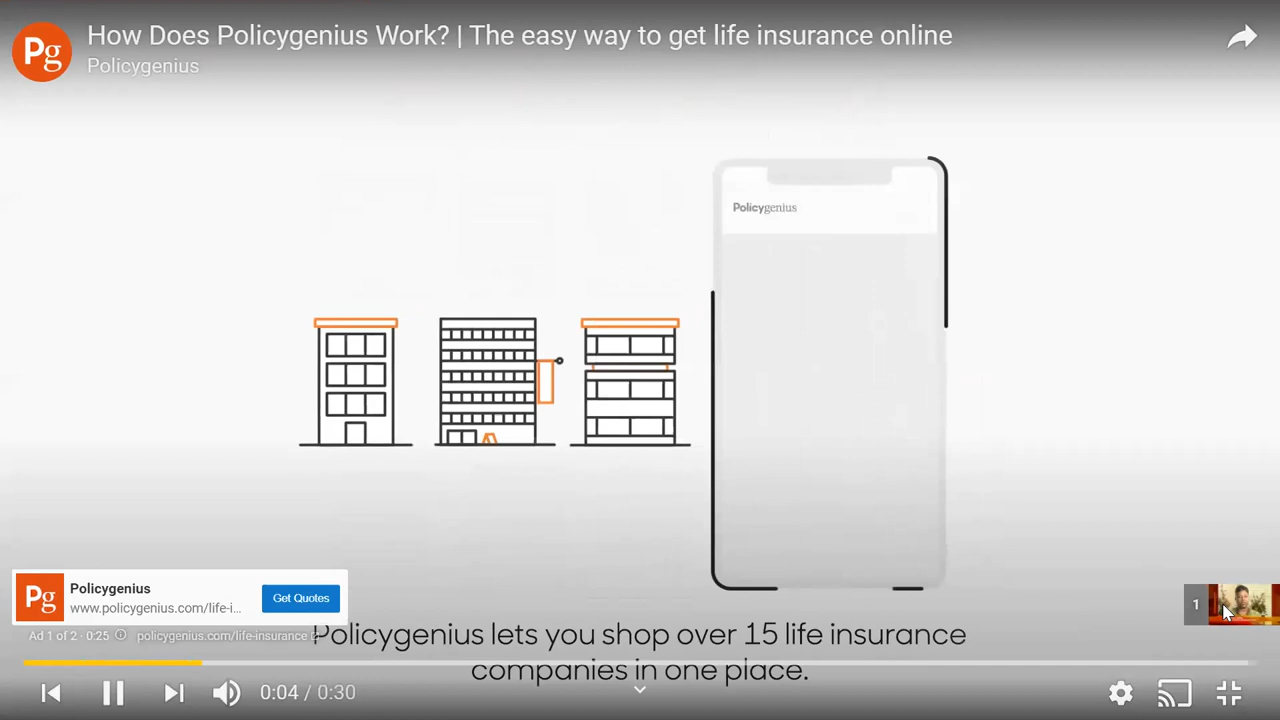 Pg
How Does Policygenius Work? | The easy way to get life insurance online
Policygenius
Policygenius
Pg
Policygenius
www.policygenius.com/life-i...
Get Quotes
Ad 1 of 2 · 0:25
policygenius.com/life-insurance
1
Policygenius lets you shop over 15 life insurance
companies in one place.
0:04 / 0:30